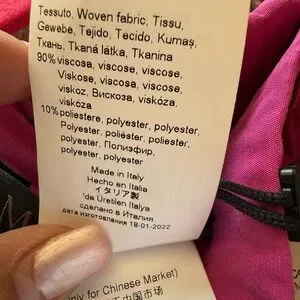 Tessuto, Woven fabric, Tissu,
Gewebe, Tejido, Tecido, Kumaş,
Ткань, Tkaná látka, Tkanina
90% viscosa, viscose, viscose,
Viskose, viscosa, viscose,
viskoz, Вискоза, viskóza,
viskóza
10% poliestere, polyester, polyester,
Polyester, poliéster, poliester,
Polyester, Полиэфир,
polyester, polyester
Made in Italy
Hecho en Italia
イタリア製
'da Üretilen Italya
сделано в Италия
дата изготовления 18-01-2022
nly for Chinese Market)
中国市场